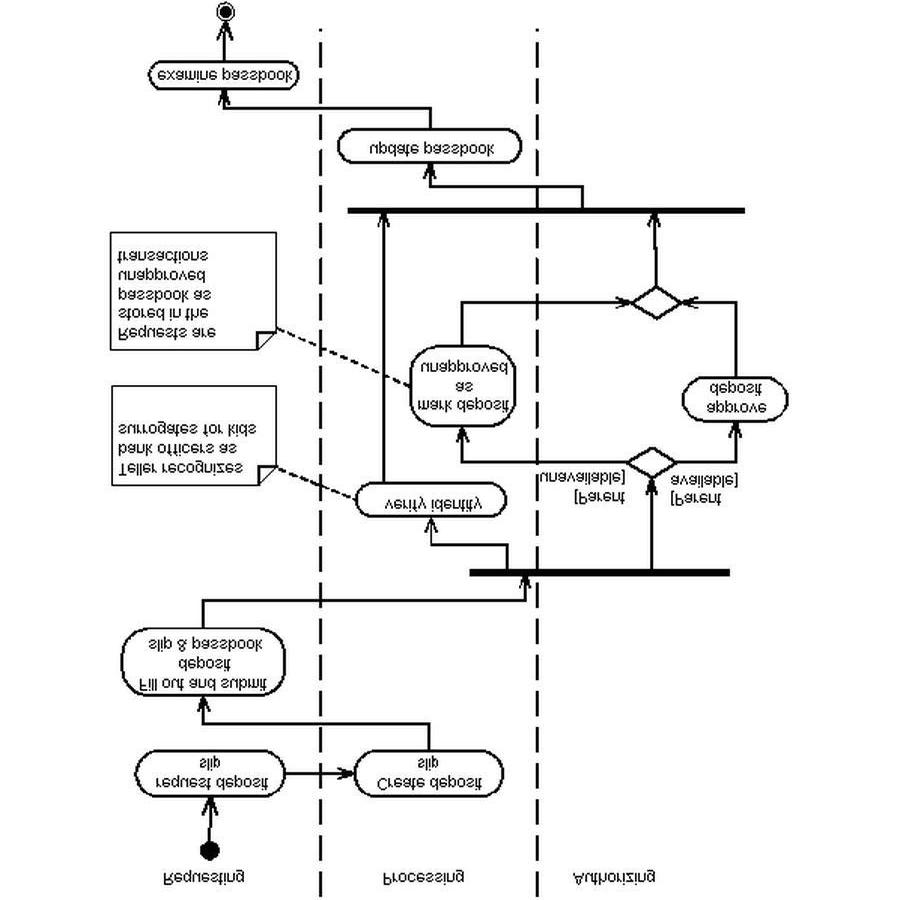 Requesting
Processing
Authorizing
request deposit
slip
Create deposit
slip
Fill out and submit
deposit
slip & passbook
verify identity
Teller recognizes
bank officers as
surrogates for kids
[Parent
unavailable]
[Parent
available]
mark deposit
as
unapproved
approve
deposit
Requests are
stored in the
passbook as
unapproved
transactions
update passbook
examine passbook